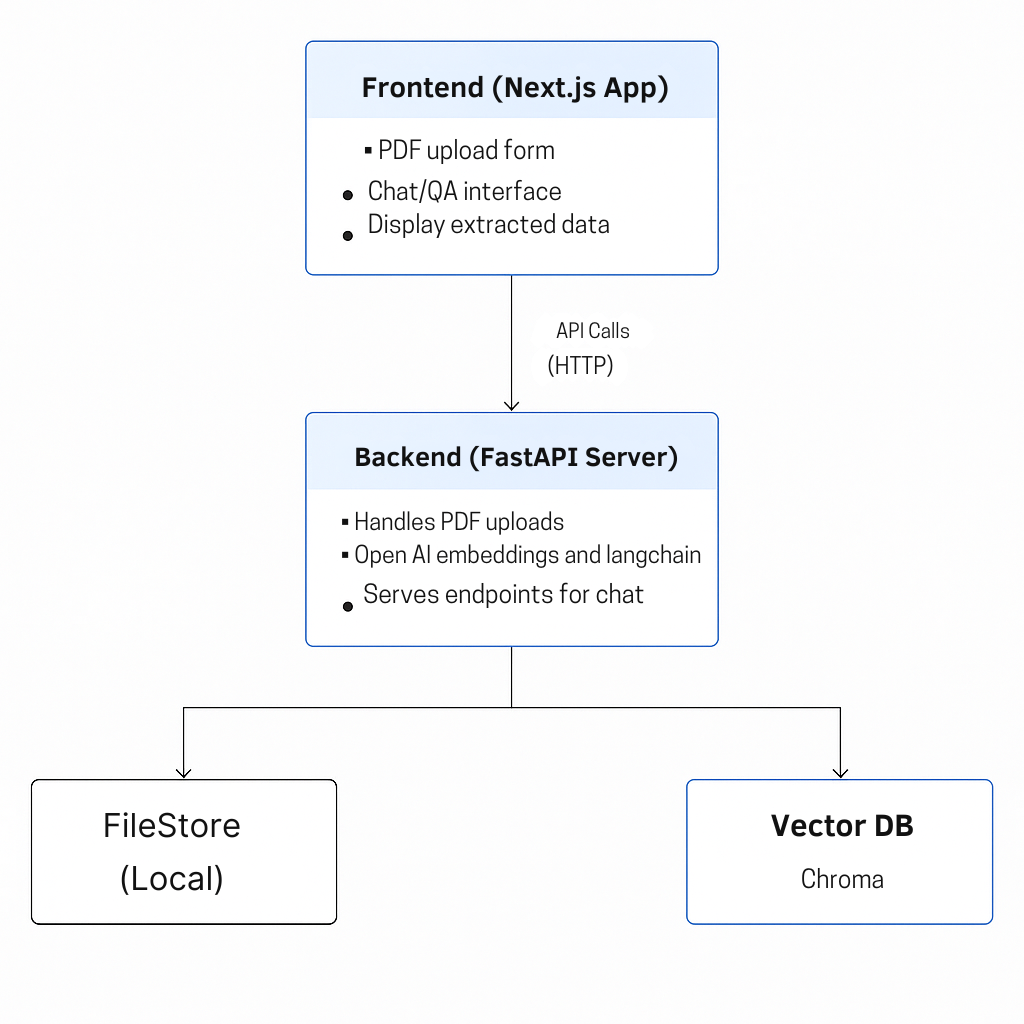 Frontend (Next.js App)
▪ PDF upload form
● Chat/QA interface
● Display extracted data
API Calls
(HTTP)
Backend (FastAPI Server)
▪ Handles PDF uploads
▪ Open AI embeddings and langchain
● Serves endpoints for chat
FileStore
(Local)
Vector DB
Chroma